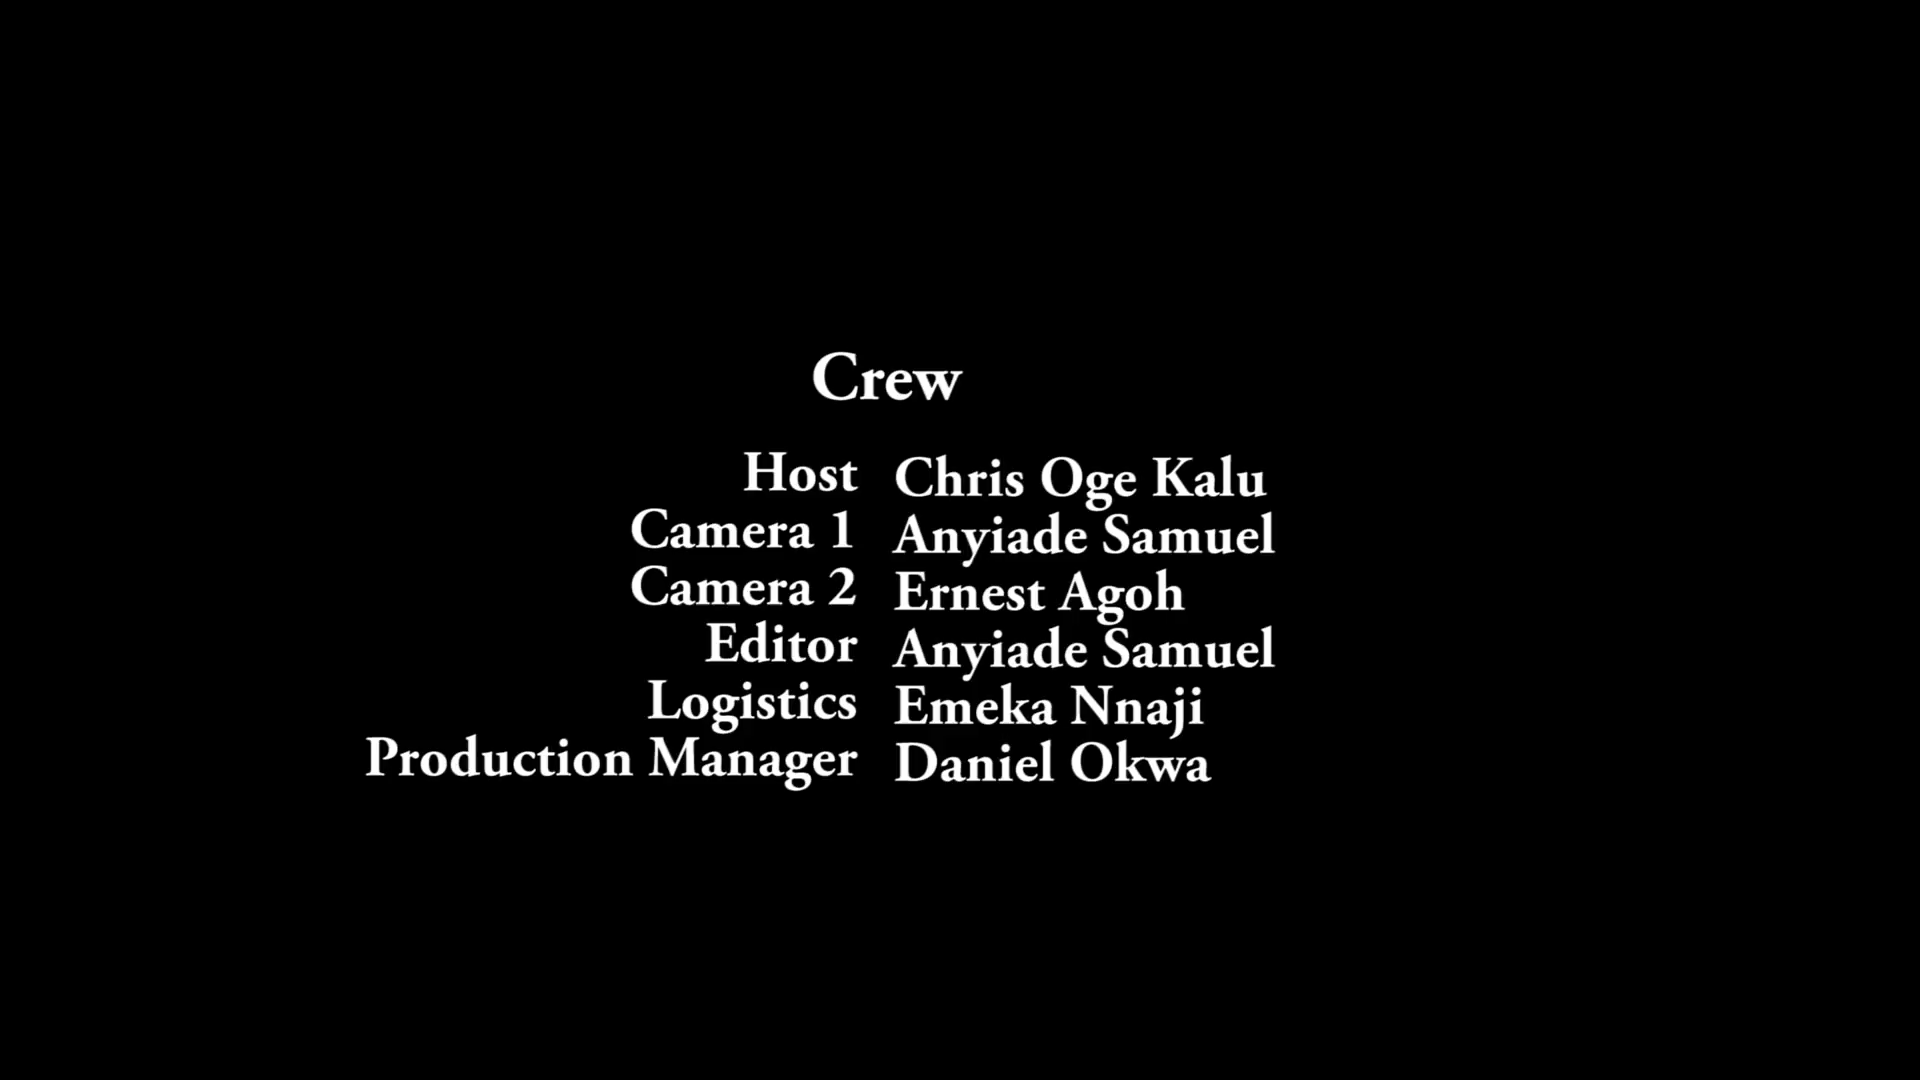 Crew
Host Chris Oge Kalu
Camera 1 Anyiade Samuel
Camera 2 Ernest Agoh
Editor Anyiade Samuel
Logistics Emeka Nnaji
Production Manager Daniel Okwa